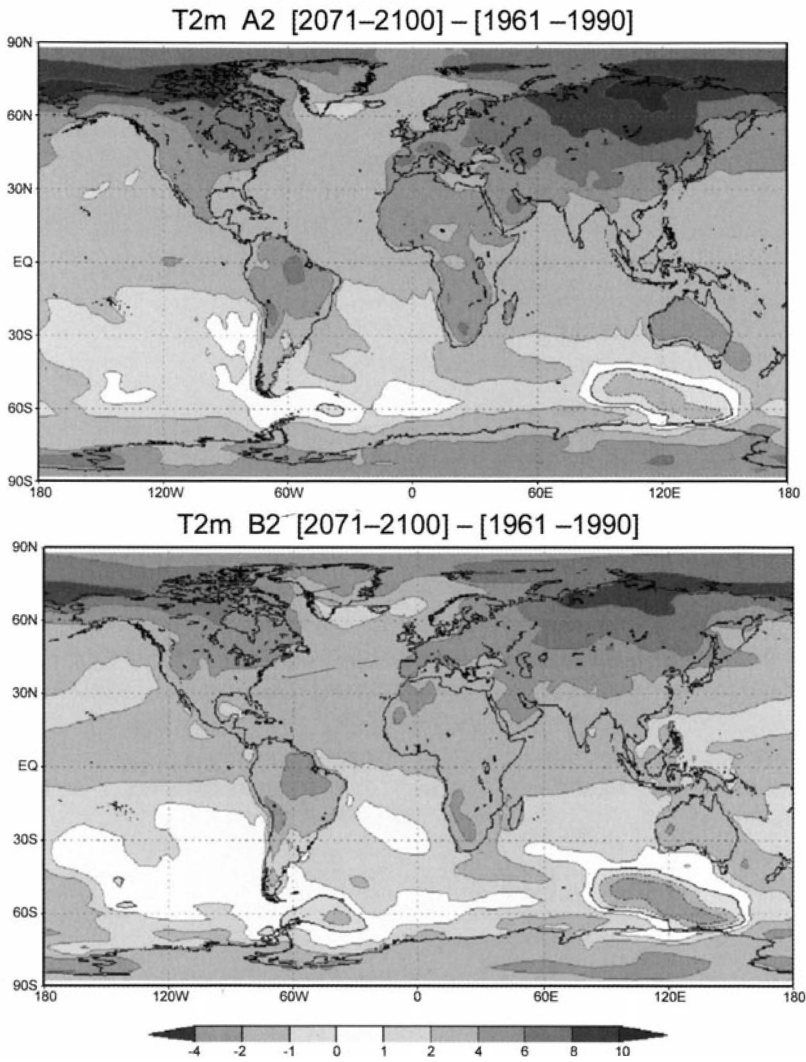 T2m A2 [2071–2100] – [1961 –1990]
90N
60N
30N
EQ
30S
60S
90S
180 120W 60W 0 60E 120E 180
T2m B2 [2071–2100] – [1961 –1990]
90N
60N
30N
EQ
30S
60S
90S
180 120W 60W 0 60E 120E 180
-4 -2 -1 0 1 2 4 6 8 10